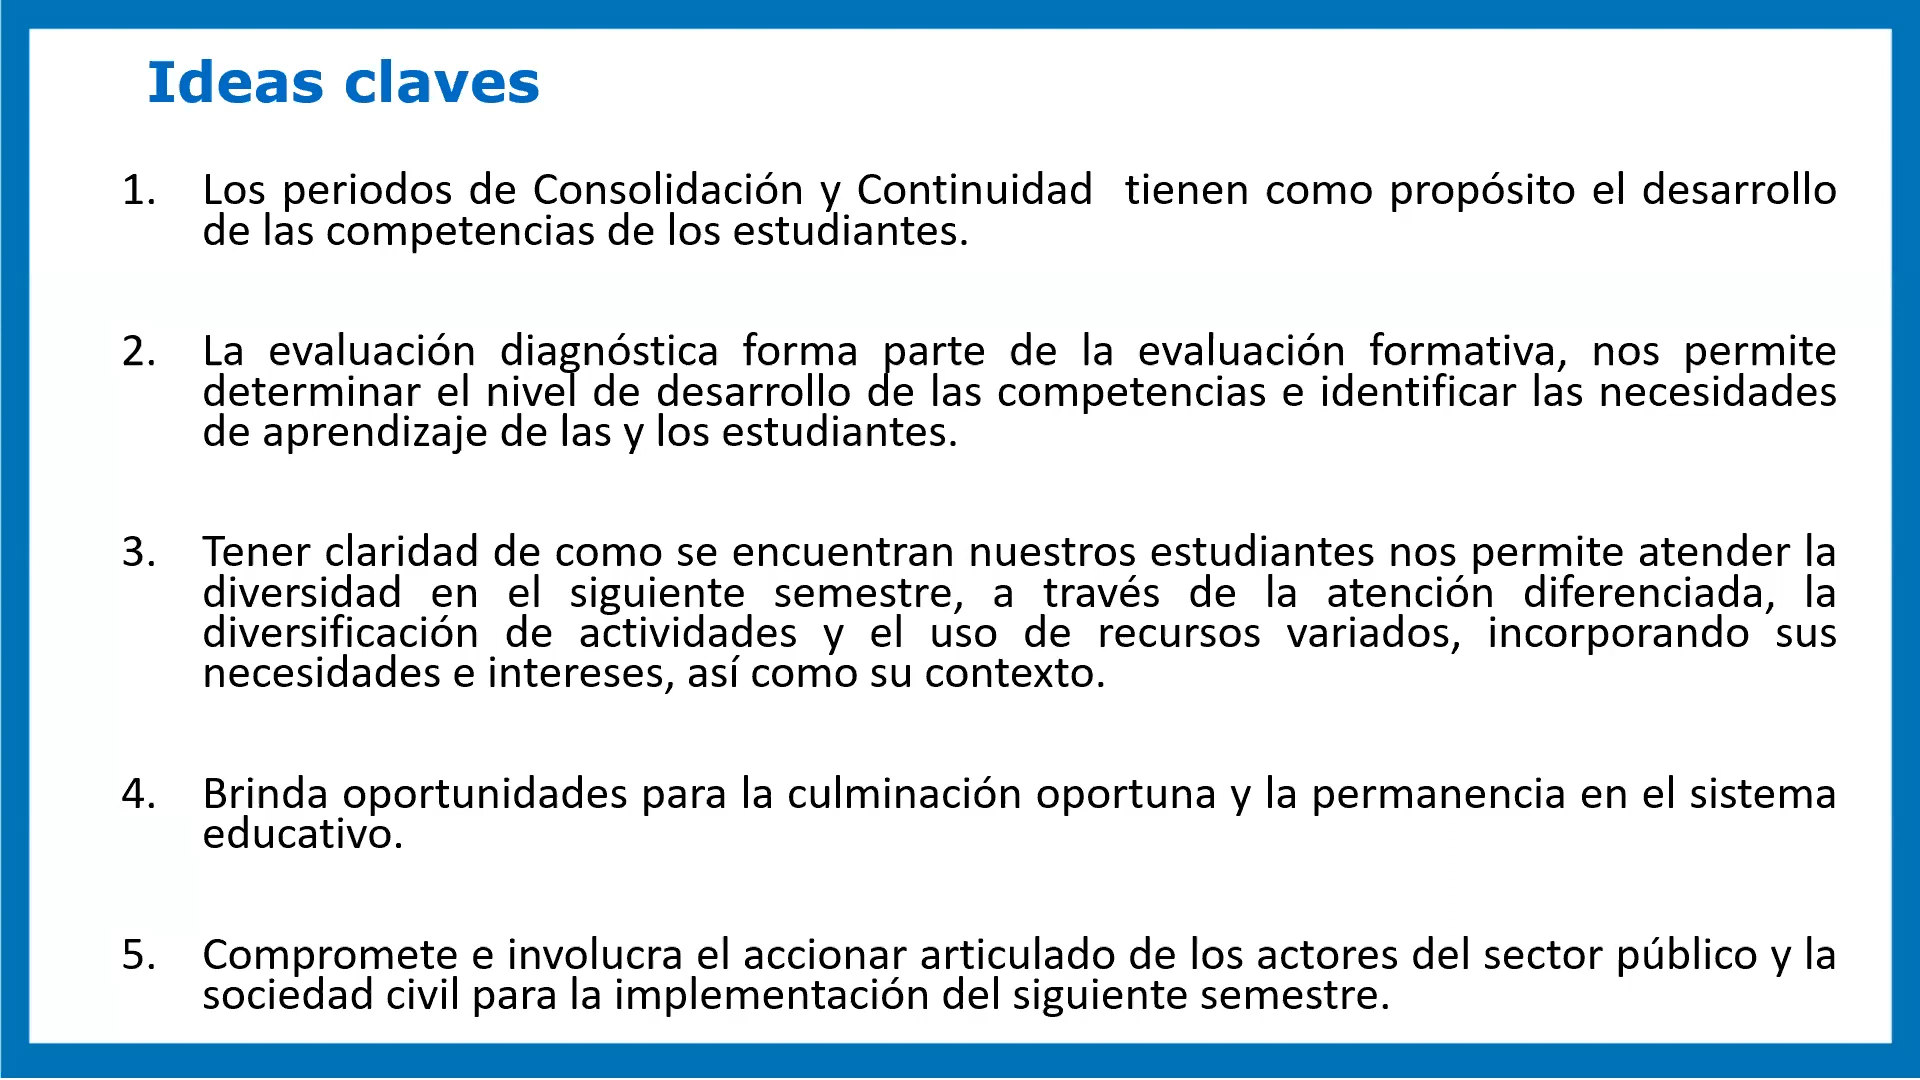 Ideas claves
1. Los periodos de Consolidación y Continuidad  tienen como propósito el desarrollo
de las competencias de los estudiantes.
2. La evaluación diagnóstica forma parte de la evaluación formativa, nos permite
determinar el nivel de desarrollo de las competencias e identificar las necesidades
de aprendizaje de las y los estudiantes.
3. Tener claridad de como se encuentran nuestros estudiantes nos permite atender la
diversidad en el siguiente semestre, a través de la atención diferenciada, la
diversificación de actividades y el uso de recursos variados, incorporando sus
necesidades e intereses, así como su contexto.
4. Brinda oportunidades para la culminación oportuna y la permanencia en el sistema
educativo.
5. Compromete e involucra el accionar articulado de los actores del sector público y la
sociedad civil para la implementación del siguiente semestre.